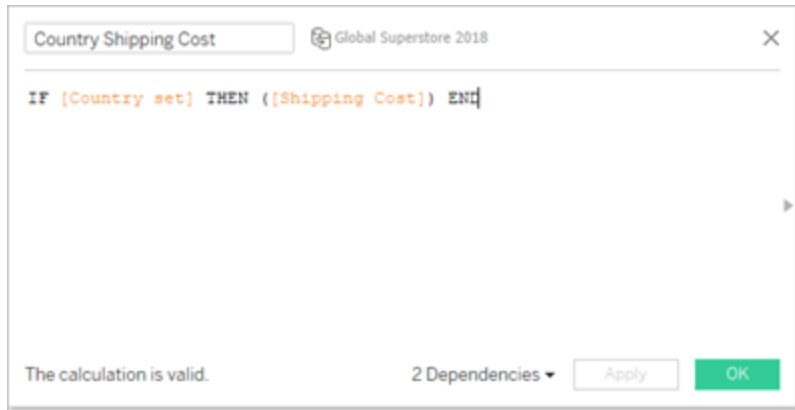 Country Shipping Cost
Global Superstore 2018
IF [Country set] THEN ([Shipping Cost]) END
The calculation is valid.
2 Dependencies
Apply
OK